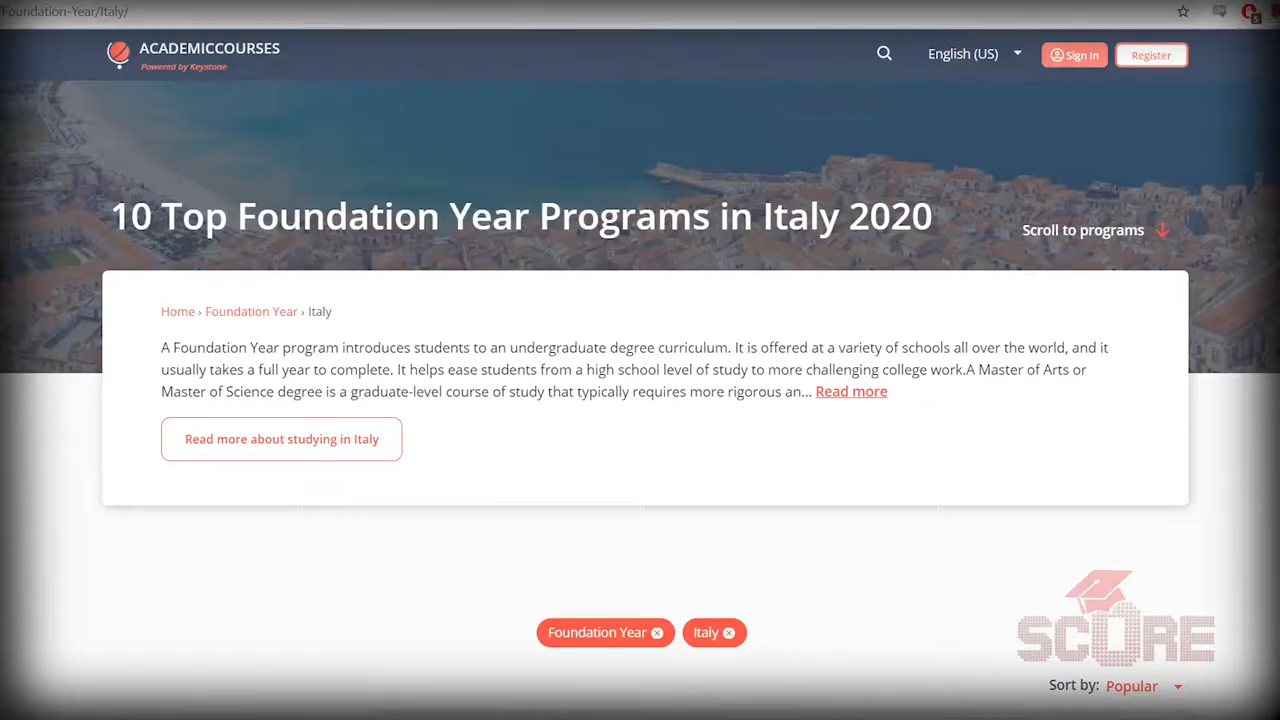 Foundation-Year/Italy/
ACADEMICCOURSES
Powered by Keystone
English (US)
Sign In
Register
10 Top Foundation Year Programs in Italy 2020
Scroll to programs
Home › Foundation Year › Italy
A Foundation Year program introduces students to an undergraduate degree curriculum. It is offered at a variety of schools all over the world, and it
usually takes a full year to complete. It helps ease students from a high school level of study to more challenging college work.A Master of Arts or
Master of Science degree is a graduate-level course of study that typically requires more rigorous an... Read more
Read more about studying in Italy
Foundation Year
Italy
SCORE
Sort by: Popular